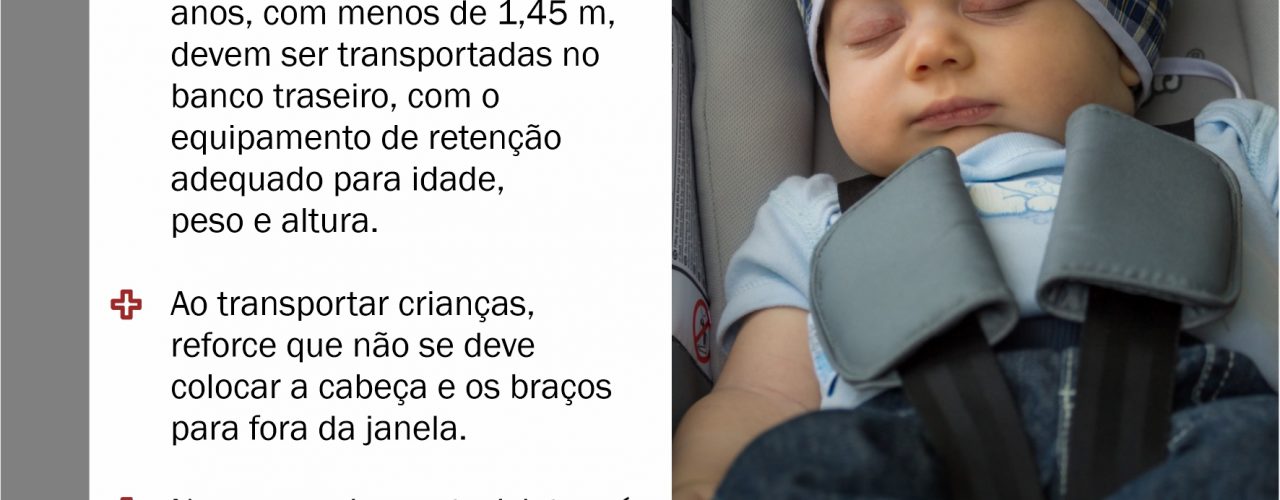 anos, com menos de 1,45 m,
devem ser transportadas no
banco traseiro, com o
equipamento de retenção
adequado para idade,
peso e altura.
Ao transportar crianças,
reforce que não se deve
colocar a cabeça e os braços
para fora da janela.